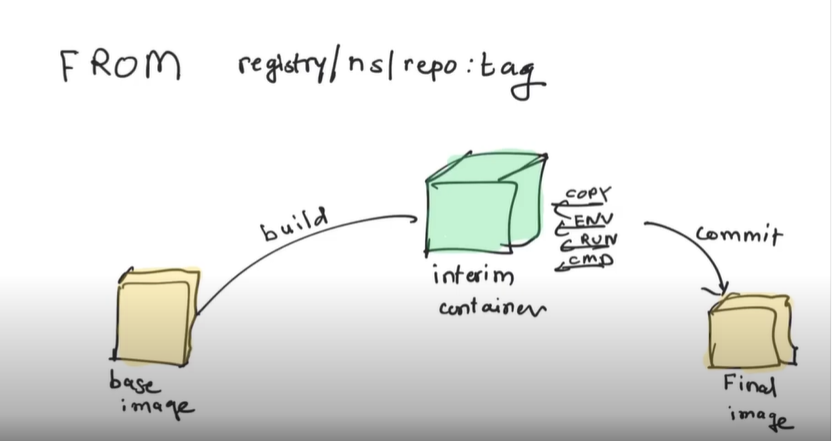 FROM registry/ns/repo:tag
build
COPY
ENV
RUN
CMD
commit
interim
container
base
image
Final
image